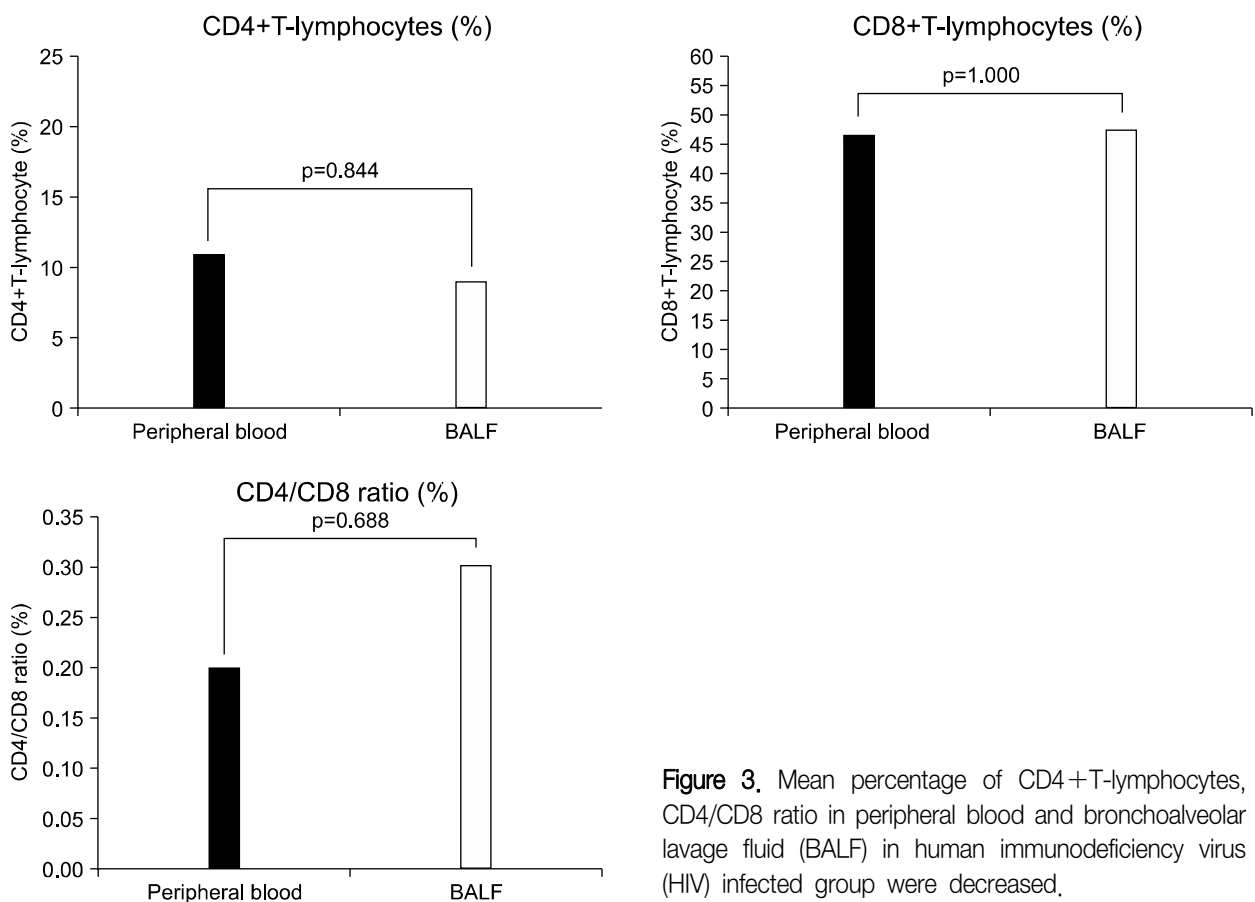 CD4+T-lymphocytes (%)
25
20
15
10
5
0
CD4+T-lymphocyte (%)
p=0.844
Peripheral blood
BALF
CD8+T-lymphocytes (%)
60
55
50
45
40
35
30
25
20
15
10
5
0
CD8+T-lymphocyte (%)
p=1.000
Peripheral blood
BALF
CD4/CD8 ratio (%)
0.35
0.30
0.25
0.20
0.15
0.10
0.05
0.00
CD4/CD8 ratio (%)
p=0.688
Peripheral blood
BALF
Figure 3. Mean percentage of CD4+T-lymphocytes,
CD4/CD8 ratio in peripheral blood and bronchoalveolar
lavage fluid (BALF) in human immunodeficiency virus
(HIV) infected group were decreased.